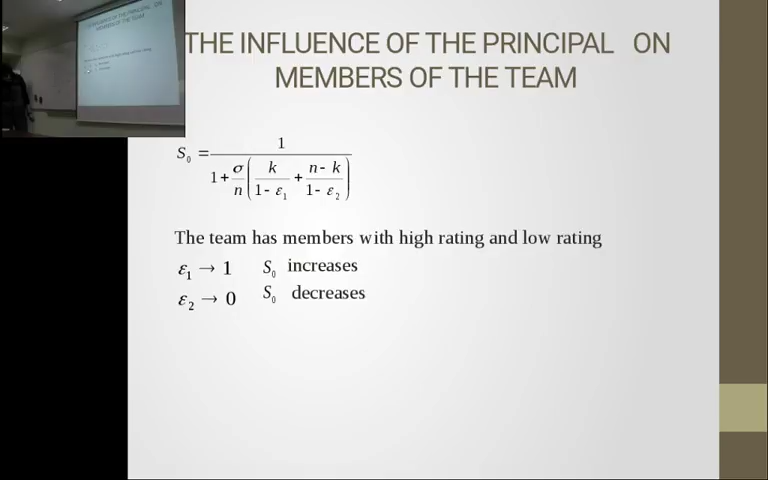 THE INFLUENCE OF THE PRINCIPAL ON
MEMBERS OF THE TEAM
S₀ = 1 / (1 + σ/n (k/(1- ε₁) + (n- k)/(1- ε₂)))
The team has members with high rating and low rating
ε₁ → 1 S₀ increases
ε₂ → 0 S₀ decreases